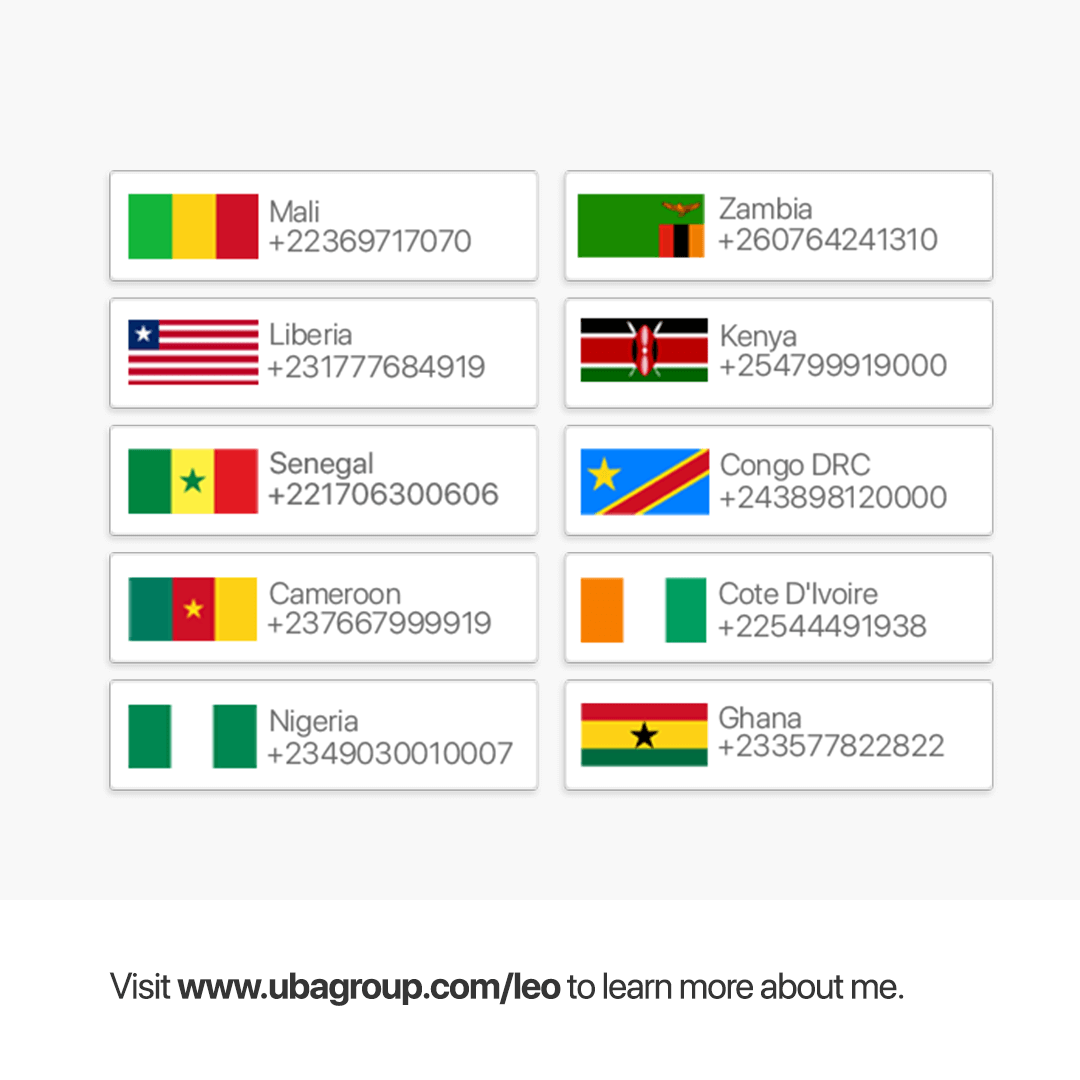 Mali
+22369717070
Zambia
+260764241310
Liberia
+231777684919
Kenya
+254799919000
Senegal
+221706300606
Congo DRC
+243898120000
Cameroon
+237667999919
Cote D'Ivoire
+22544491938
Nigeria
+2349030010007
Ghana
+233577822822
Visit www.ubagroup.com/leo to learn more about me.